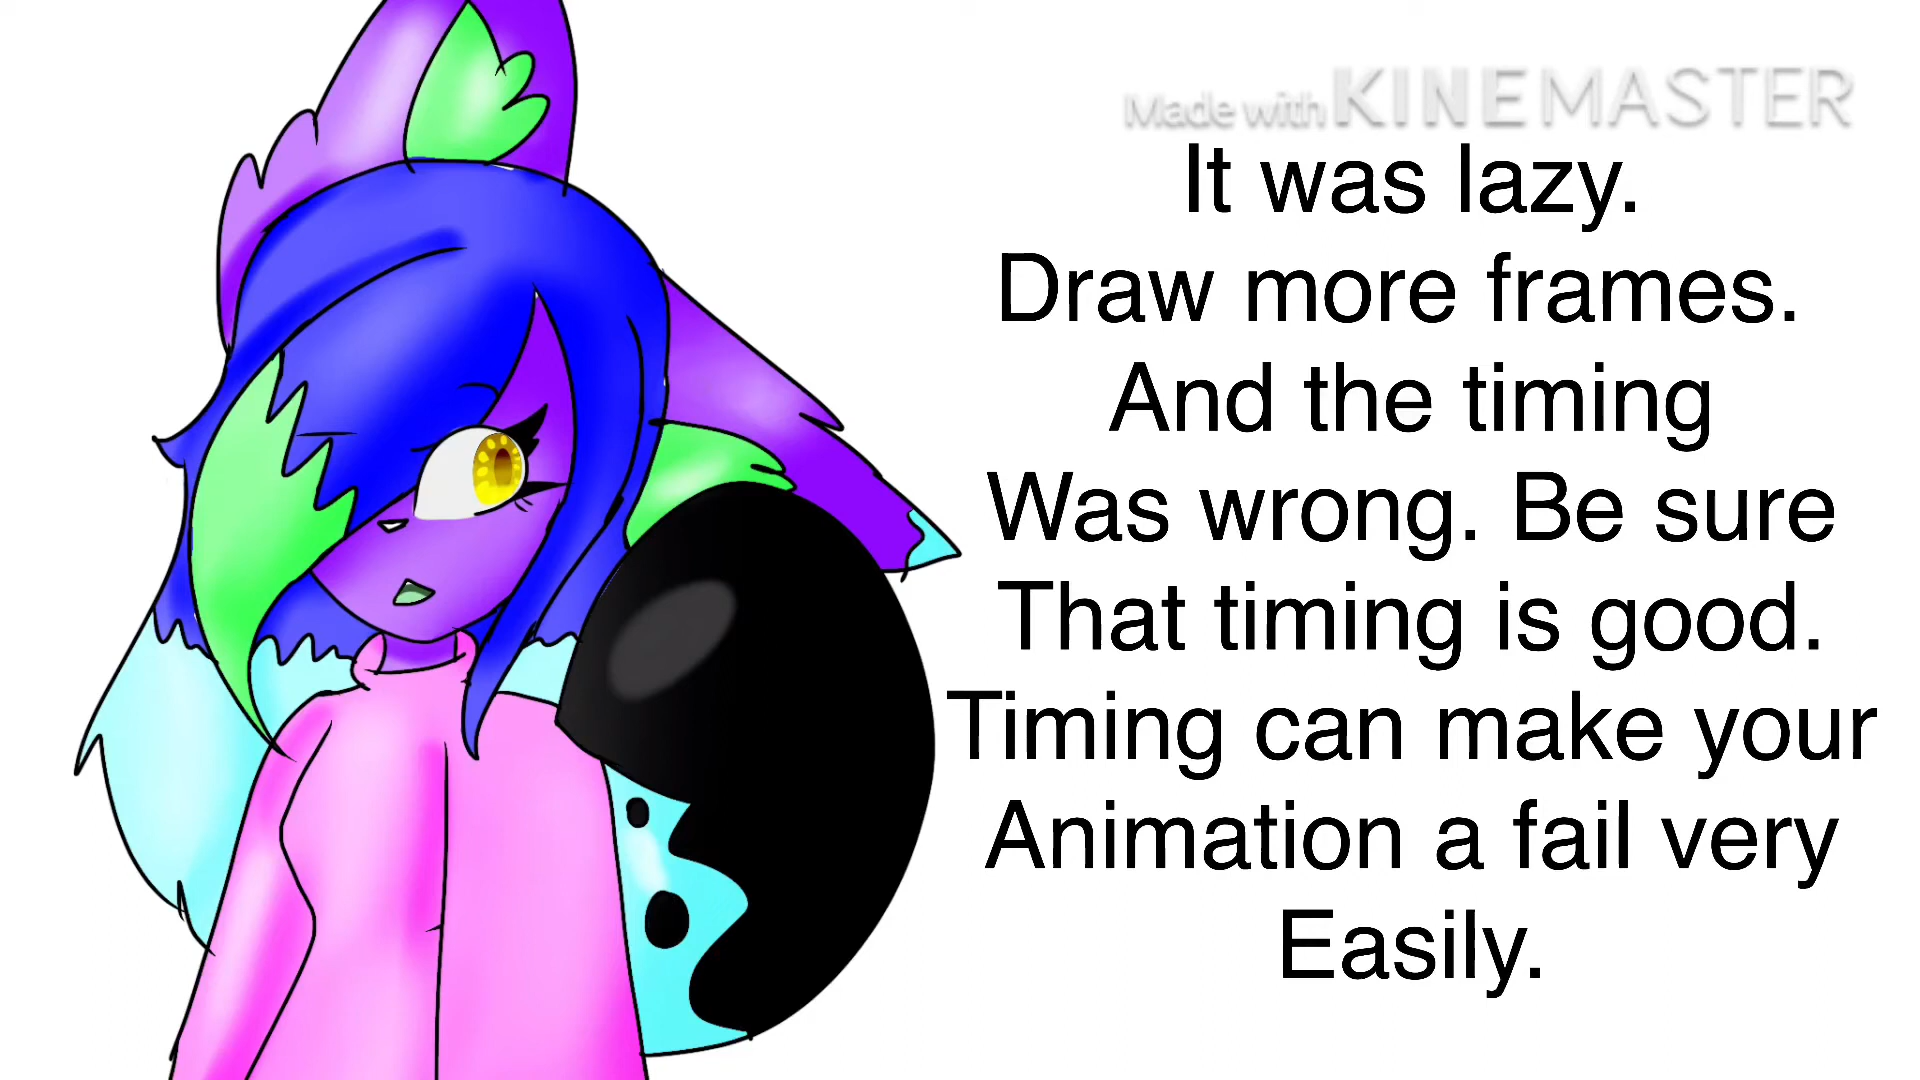 Made with KINEMASTER
It was lazy.
Draw more frames.
And the timing
Was wrong. Be sure
That timing is good.
Timing can make your
Animation a fail very
Easily.